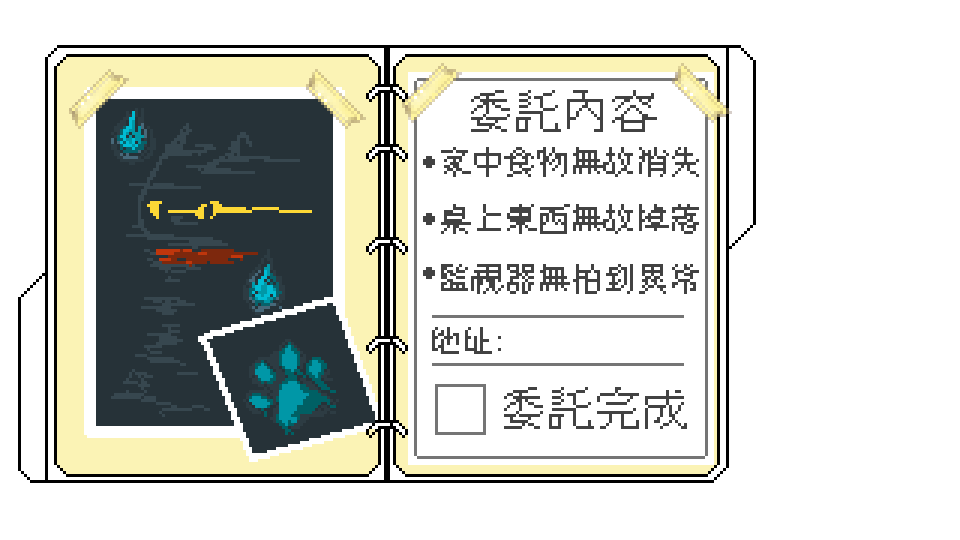 委託內容
•家中食物無故消失
•桌上東西無故掉落
•監視器無拍到異常
地址:
委託完成